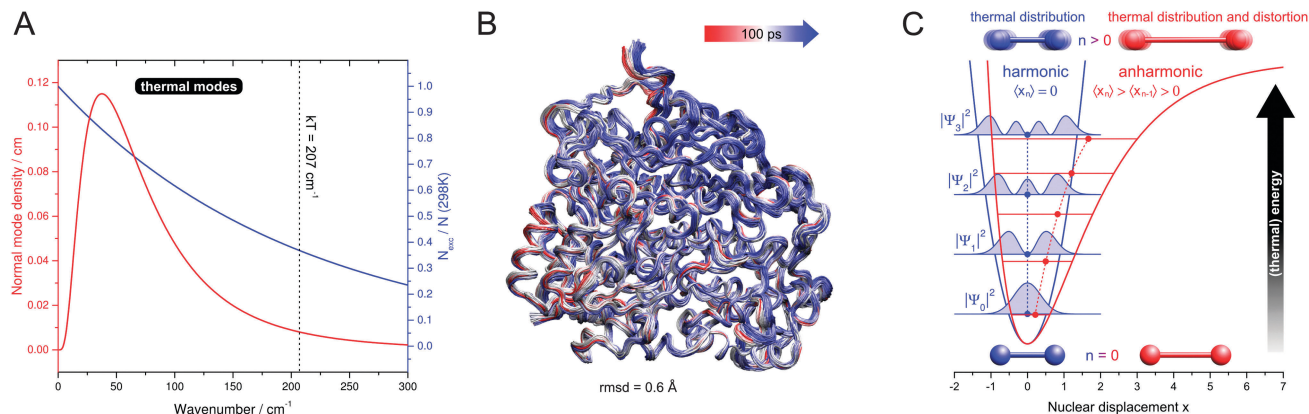 A
thermal modes
kT = 207 cm⁻¹
Normal mode density / cm
0.12
0.10
0.08
0.06
0.04
0.02
0.00
N_exc / N (298K)
1.0
0.9
0.8
0.7
0.6
0.5
0.4
0.3
0.2
0.1
0.0
0 50 100 150 200 250 300
Wavenumber / cm⁻¹
B
100 ps
rmsd = 0.6 Å
C
thermal distribution thermal distribution and distortion
n > 0
harmonic anharmonic
⟨x_n⟩ = 0 ⟨x_n⟩ > ⟨x_n-1⟩ > 0
|Ψ₃|²
|Ψ₂|²
|Ψ₁|²
|Ψ₀|²
(thermal) energy
n = 0
-2 -1 0 1 2 3 4 5 6 7
Nuclear displacement x